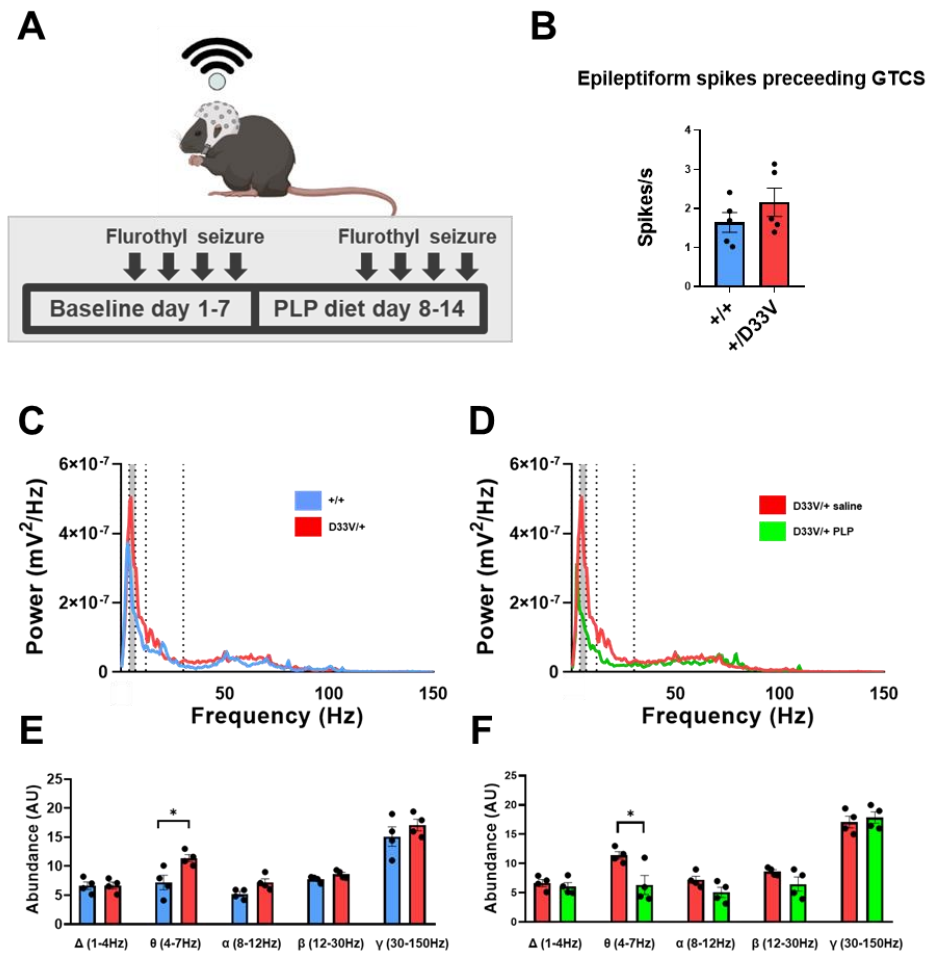 A
Flurothyl seizure
Flurothyl seizure
Baseline day 1-7
PLP diet day 8-14
B
Epileptiform spikes preceeding GTCS
Spikes/s
4
3
2
1
0
+/+
+/D33V
C
Power (mV2/Hz)
6×10-7
4×10-7
2×10-7
0
50
100
150
Frequency (Hz)
+/+
D33V/+
D
Power (mV2/Hz)
6×10-7
4×10-7
2×10-7
0
50
100
150
Frequency (Hz)
D33V/+ saline
D33V/+ PLP
E
Abundance (AU)
25
20
15
10
5
0
*
Δ (1-4Hz)
θ (4-7Hz)
α (8-12Hz)
β (12-30Hz)
γ (30-150Hz)
F
Abundance (AU)
25
20
15
10
5
0
*
Δ (1-4Hz)
θ (4-7Hz)
α (8-12Hz)
β (12-30Hz)
γ (30-150Hz)